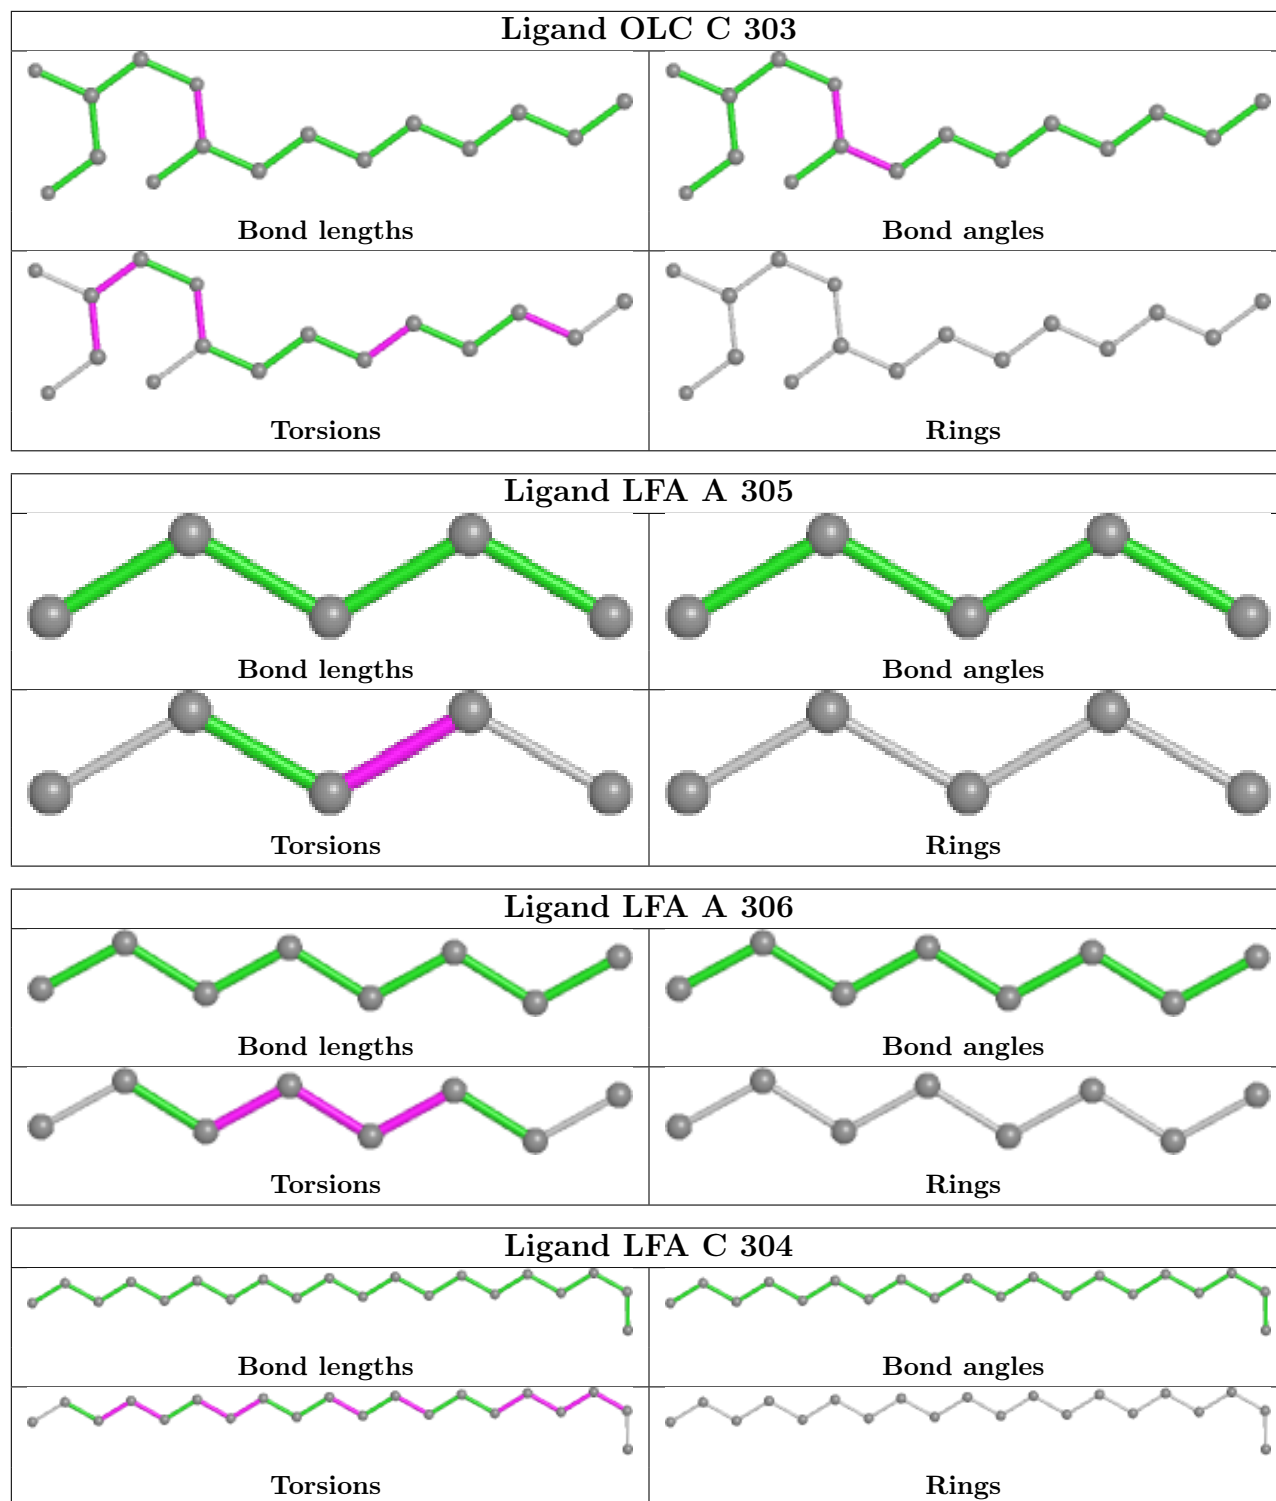 Ligand OLC C 303
Bond lengths
Bond angles
Torsions
Rings
Ligand LFA A 305
Bond lengths
Bond angles
Torsions
Rings
Ligand LFA A 306
Bond lengths
Bond angles
Torsions
Rings
Ligand LFA C 304
Bond lengths
Bond angles
Torsions
Rings